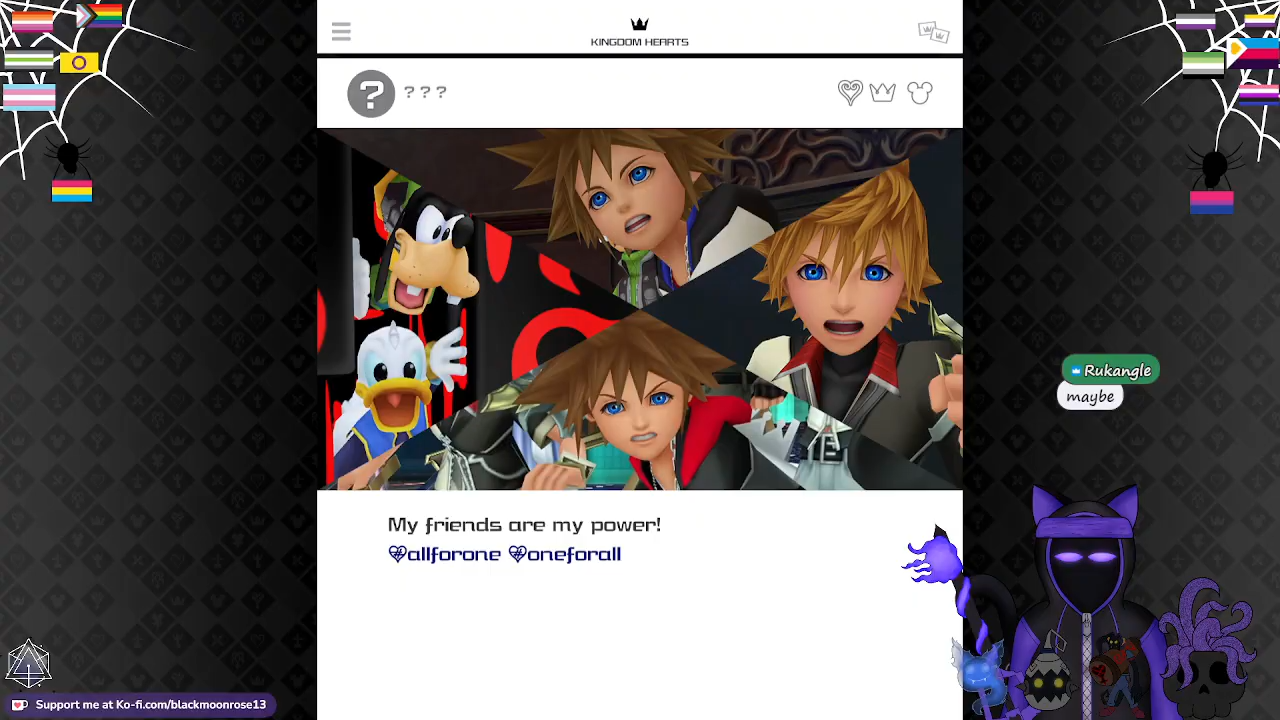 KINGDOM HEARTS
? ? ? ?
My friends are my power!
allforone oneforall
Rukangle
maybe
Support me at Ko-fi.com/blackmoonrose13